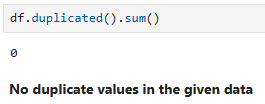 df.duplicated().sum()
0
No duplicate values in the given data